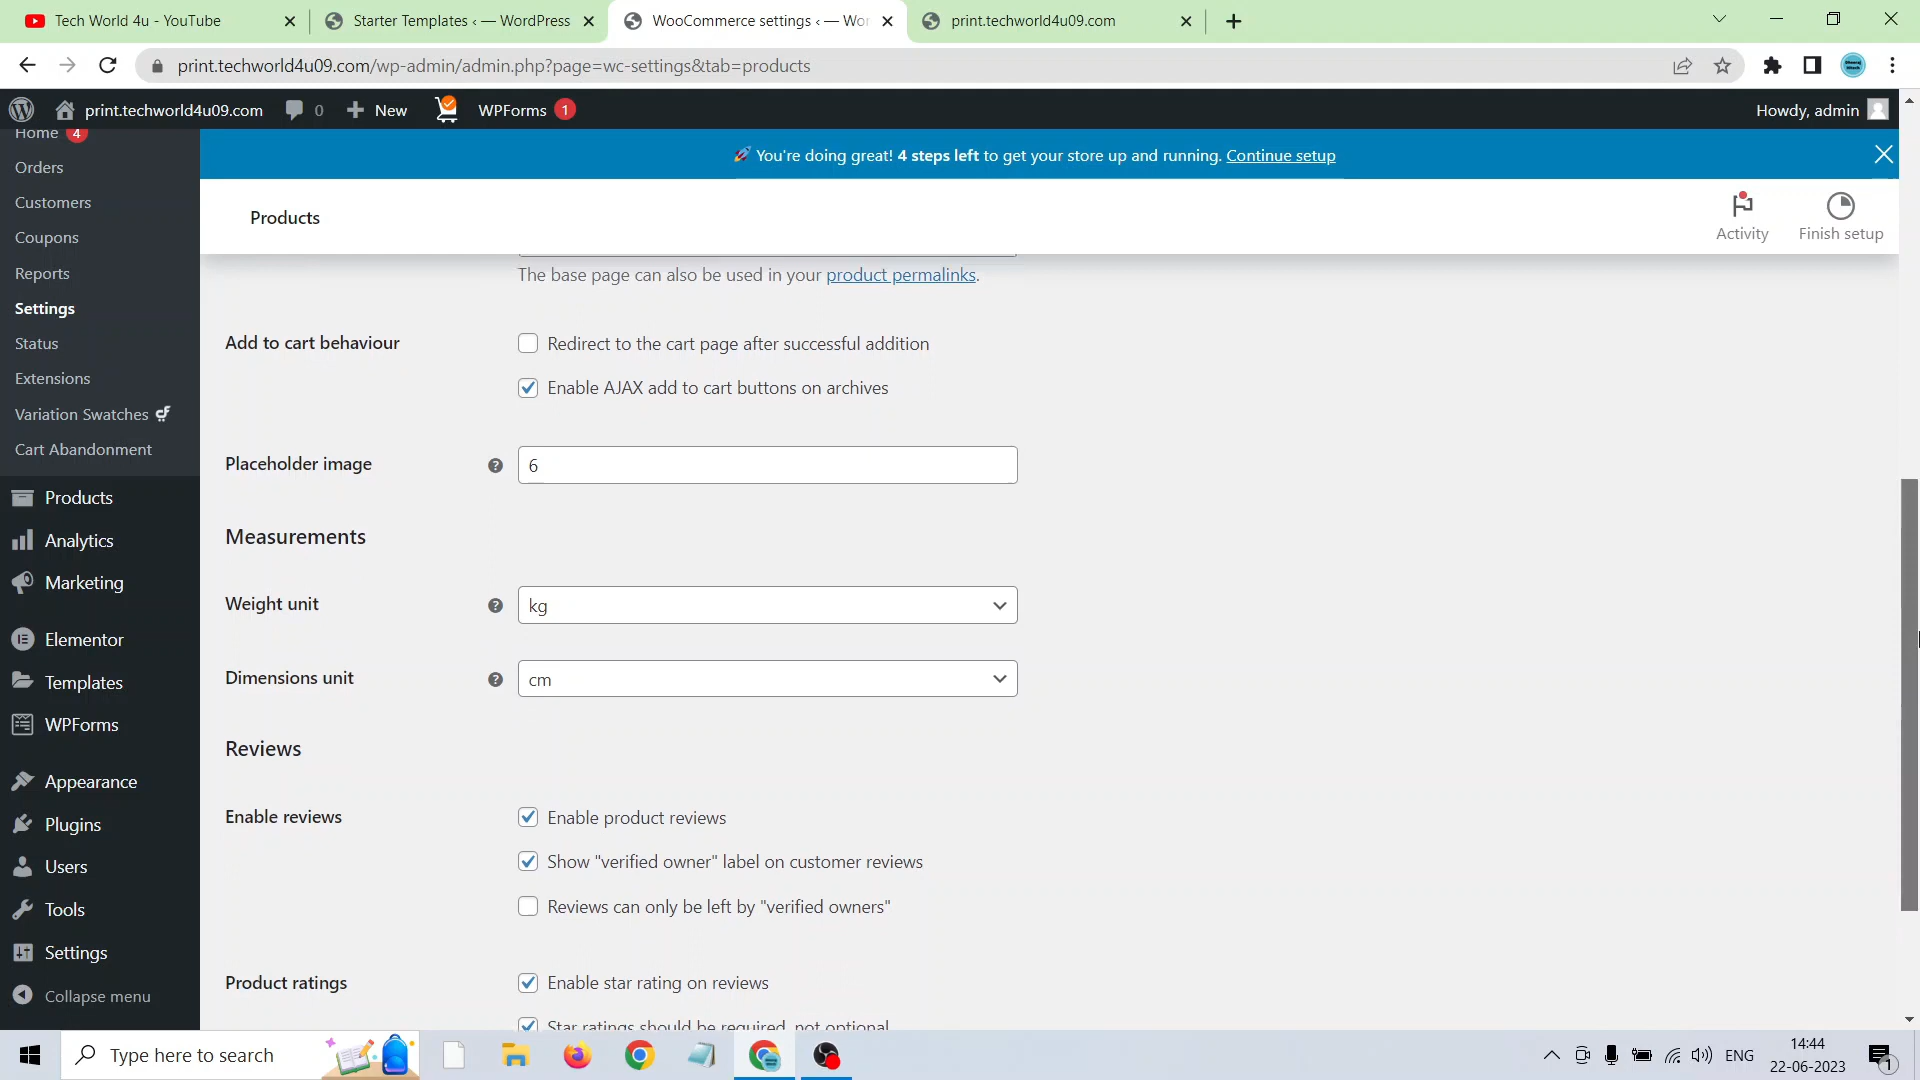 Tech World 4u - YouTube
Starter Templates ‹ — WordPress
WooCommerce settings ‹ — Wor
print.techworld4u09.com
print.techworld4u09.com/wp-admin/admin.php?page=wc-settings&tab=products
print.techworld4u09.com
0
New
WPForms 1
Howdy, admin
Home 4
Orders
Customers
Coupons
Reports
Settings
Status
Extensions
Variation Swatches
Cart Abandonment
Products
Analytics
Marketing
Elementor
Templates
WPForms
Appearance
Plugins
Users
Tools
Settings
Collapse menu
🚀 You're doing great! 4 steps left to get your store up and running. Continue setup
Products
Activity
Finish setup
The base page can also be used in your product permalinks.
Add to cart behaviour
Redirect to the cart page after successful addition
Enable AJAX add to cart buttons on archives
Placeholder image
6
Measurements
Weight unit
kg
Dimensions unit
cm
Reviews
Enable reviews
Enable product reviews
Show "verified owner" label on customer reviews
Reviews can only be left by "verified owners"
Product ratings
Enable star rating on reviews
Star ratings should be required, not optional
Type here to search
ENG
14:44
22-06-2023
1